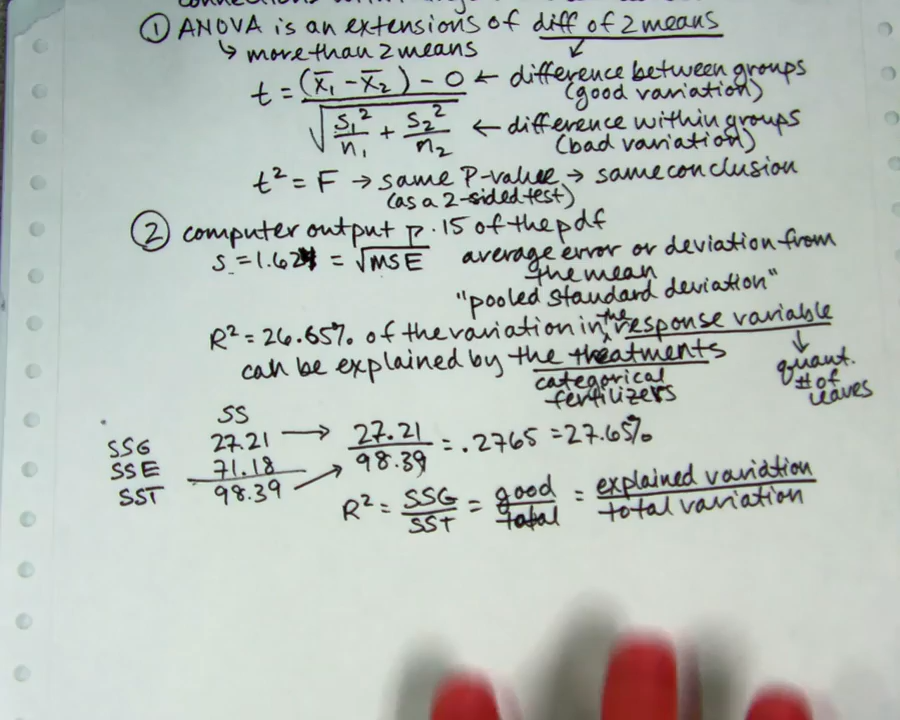 ① ANOVA is an extensions of diff of 2 means
↳ more than 2 means
t = (x̄₁ - x̄₂) - 0 ← difference between groups
(good variation)
√ s₁²/n₁ + s₂²/n₂ ← difference within groups
(bad variation)
t² = F → same P-value → same conclusion
(as a 2-sided test)
② computer output p. 15 of the pdf
s = 1.624 = √MSE average error or deviation from
the mean
"pooled standard deviation"
R² = 26.65% of the variation in the response variable
can be explained by the treatments
quant.
# of
leaves
categorical
fertilizers
SS
SSG 27.21 → 27.21/98.39 = .2765 = 27.65%
SSE 71.18
SST 98.39
R² = SSG/SST = good/total = explained variation/total variation